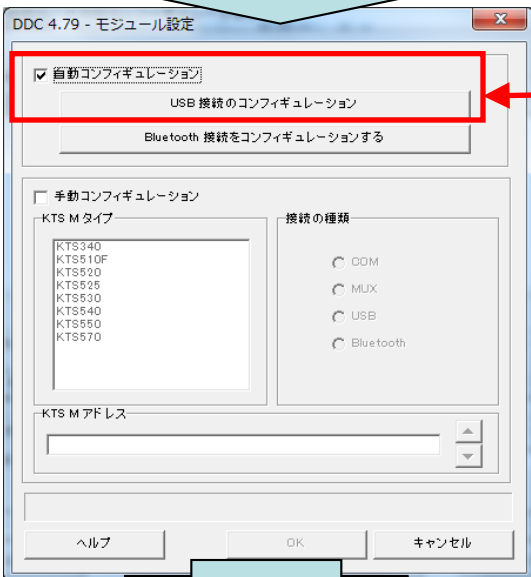 DDC 4.79 - モジュール設定
自動コンフィギュレーション
USB 接続のコンフィギュレーション
Bluetooth 接続をコンフィギュレーションする
手動コンフィギュレーション
KTS M タイプ
KTS340
KTS510F
KTS520
KTS525
KTS530
KTS540
KTS550
KTS570
接続の種類
COM
MUX
USB
Bluetooth
KTS M アドレス
ヘルプ
OK
キャンセル